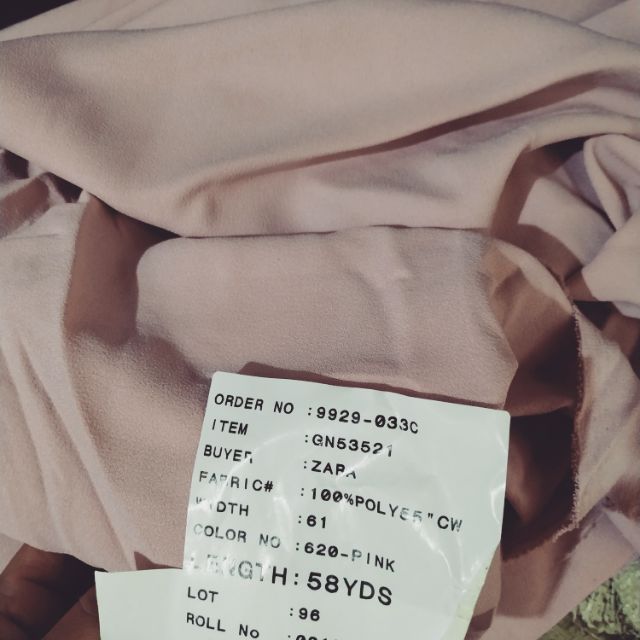 ORDER NO :9929-033C
ITEM :GN53521
BUYER :ZARA
FABRIC# :100%POLY55"CW
WIDTH :61
COLOR NO :620-PINK
LENGTH:58YDS
LOT :96
ROLL No